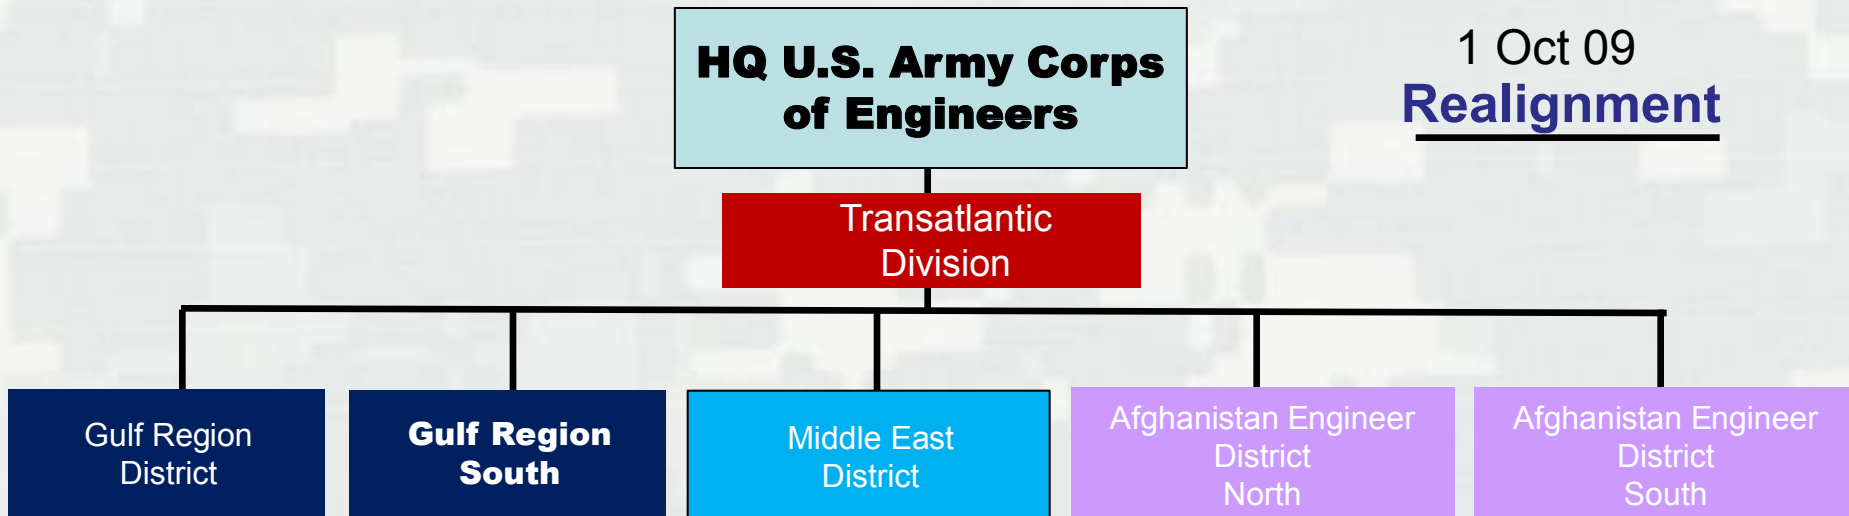 HQ U.S. Army Corps
of Engineers
1 Oct 09
Realignment
Transatlantic
Division
Gulf Region
District
Gulf Region
South
Middle East
District
Afghanistan Engineer
District
North
Afghanistan Engineer
District
South